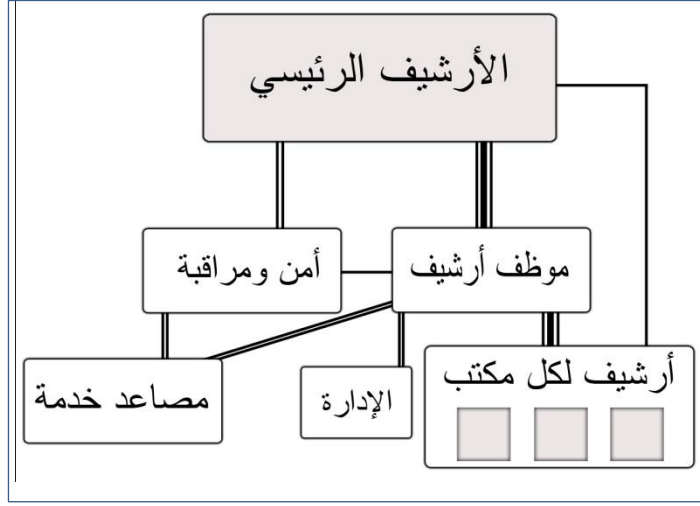 الأرشيف الرئيسي
أمن ومراقبة
موظف أرشيف
مصاعد خدمة
الإدارة
أرشيف لكل مكتب